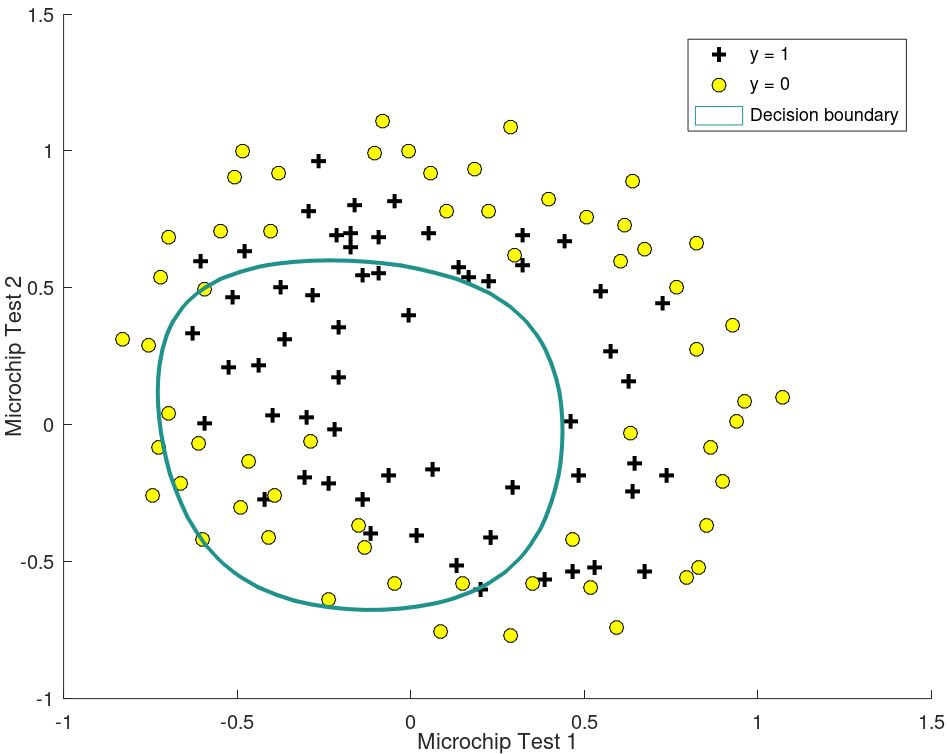 1.5
1
0.5
0
-0.5
-1
-1
-0.5
0
0.5
1
1.5
Microchip Test 2
Microchip Test 1
y = 1
y = 0
Decision boundary